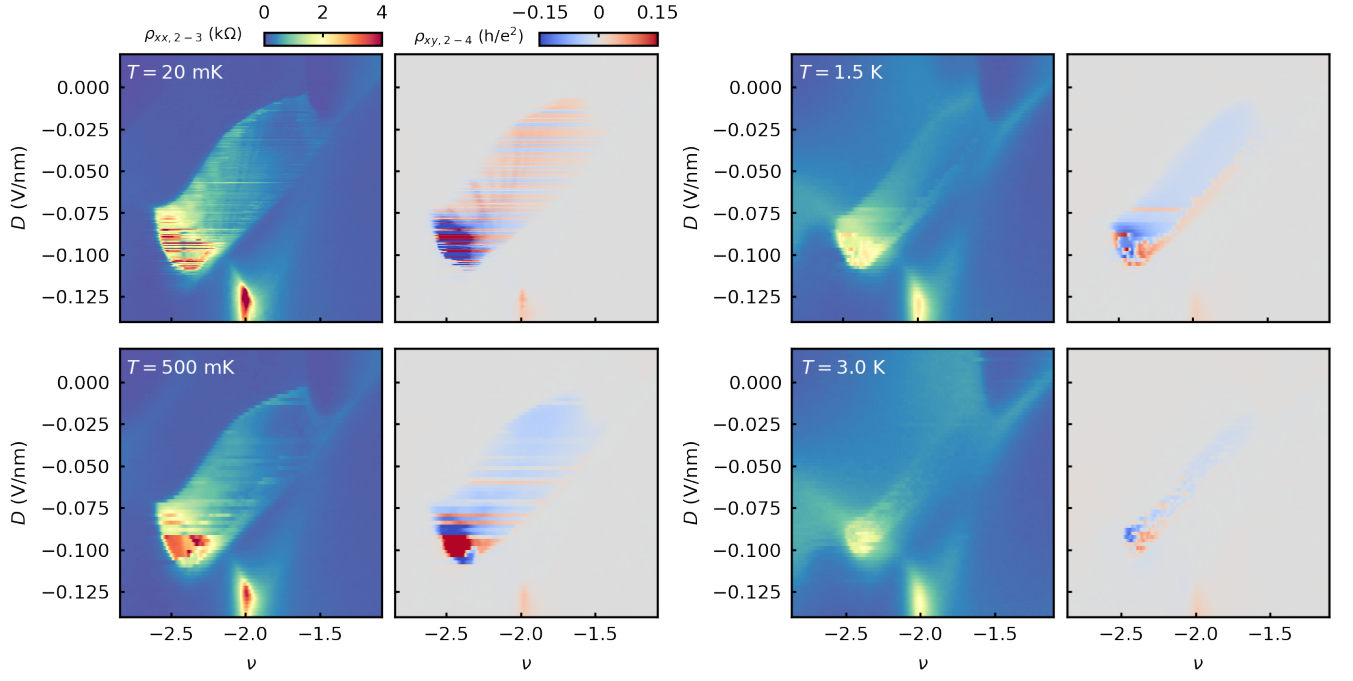 0 2 4 −0.15 0 0.15
ρxx, 2−3 (kΩ) ρxy, 2−4 (h/e²)
T = 20 mK T = 1.5 K
0.000 0.000
−0.025 −0.025
−0.050 −0.050
D (V/nm) D (V/nm)
−0.075 −0.075
−0.100 −0.100
−0.125 −0.125
T = 500 mK T = 3.0 K
0.000 0.000
−0.025 −0.025
−0.050 −0.050
D (V/nm) D (V/nm)
−0.075 −0.075
−0.100 −0.100
−0.125 −0.125
−2.5 −2.0 −1.5 −2.5 −2.0 −1.5 −2.5 −2.0 −1.5 −2.5 −2.0 −1.5
ν ν ν ν